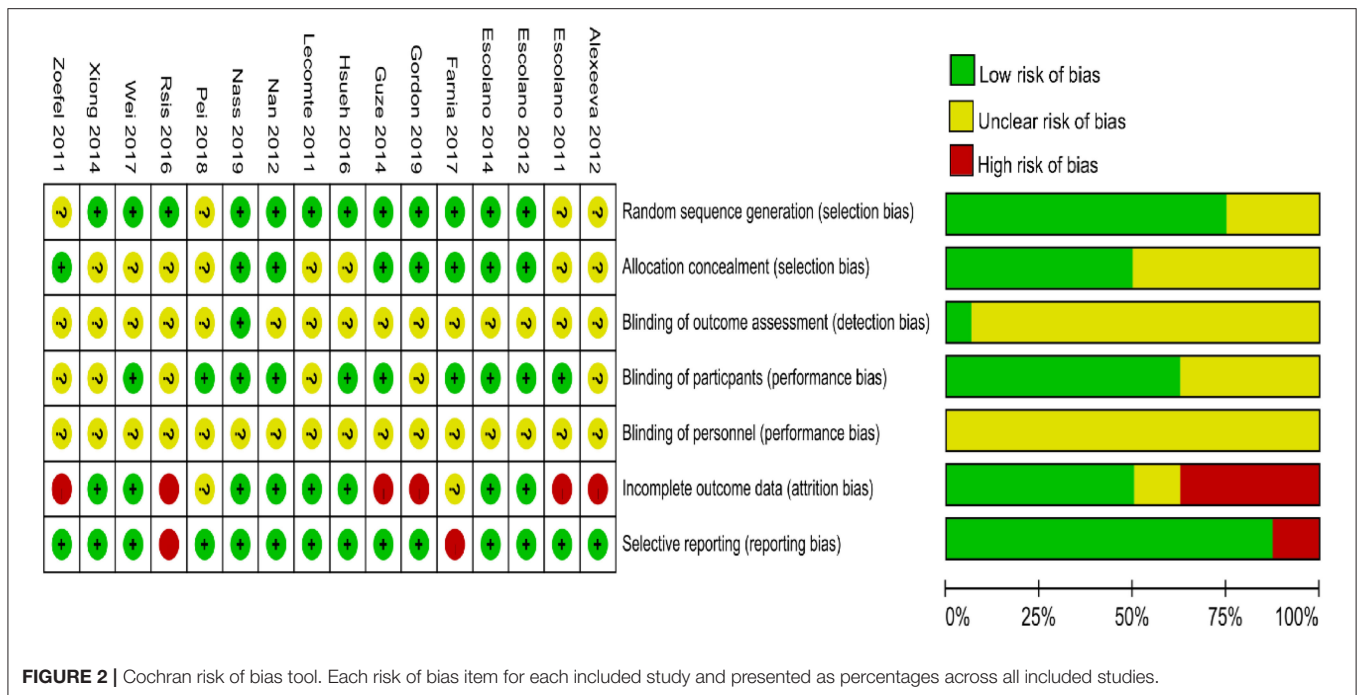 Zoefel 2011
Xiong 2014
Wei 2017
Rsis 2016
Pei 2018
Nass 2019
Nan 2012
Lecomte 2011
Hsueh 2016
Guze 2014
Gordon 2019
Farnia 2017
Escolano 2014
Escolano 2012
Escolano 2011
Alexeeva 2012
Low risk of bias
Unclear risk of bias
High risk of bias
? + + + ? + + + + + + + + + ? ? Random sequence generation (selection bias)
+ ? ? ? ? + + ? ? + + + + + ? ? Allocation concealment (selection bias)
? ? ? ? ? + ? ? ? ? ? ? ? ? ? ? Blinding of outcome assessment (detection bias)
? ? + ? + + + ? + + ? + + + + ? Blinding of particpants (performance bias)
? ? ? ? ? ? ? ? ? ? ? ? ? ? ? ? Blinding of personnel (performance bias)
+ + ? + + + + ? + + Incomplete outcome data (attrition bias)
+ + + + + + + + + + + + + + Selective reporting (reporting bias)
0% 25% 50% 75% 100%
FIGURE 2 | Cochran risk of bias tool. Each risk of bias item for each included study and presented as percentages across all included studies.